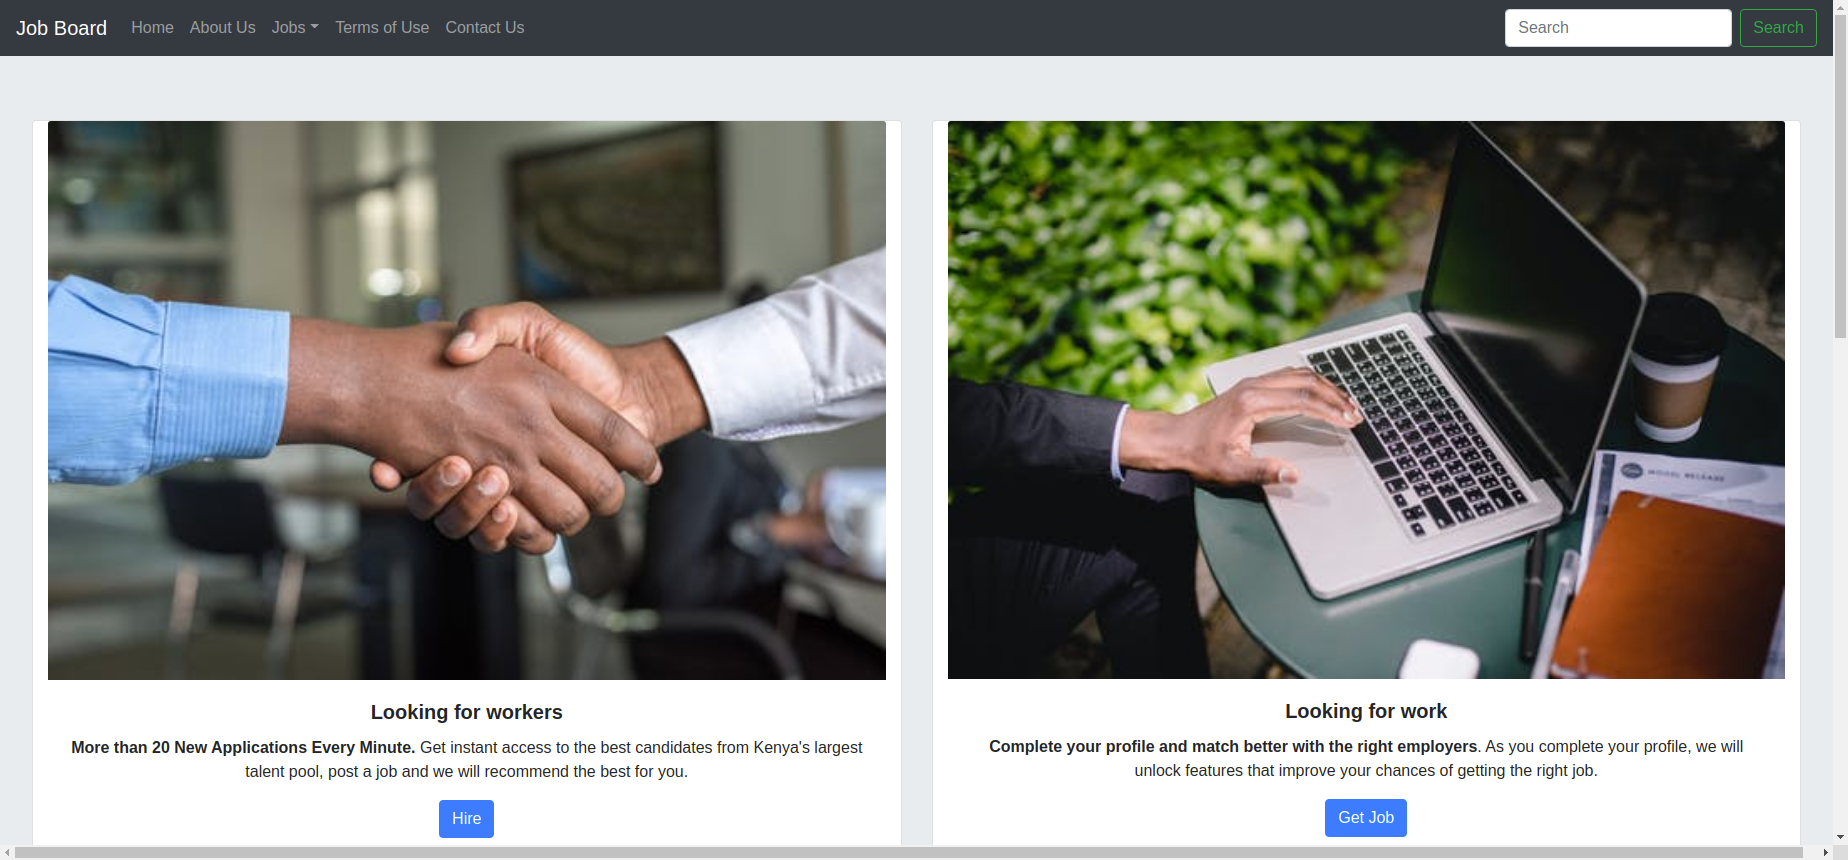 Job Board Home About Us Jobs Terms of Use Contact Us Search Search
MODEL RELEASE
Looking for workers
More than 20 New Applications Every Minute. Get instant access to the best candidates from Kenya's largest
talent pool, post a job and we will recommend the best for you.
Hire
Looking for work
Complete your profile and match better with the right employers. As you complete your profile, we will
unlock features that improve your chances of getting the right job.
Get Job